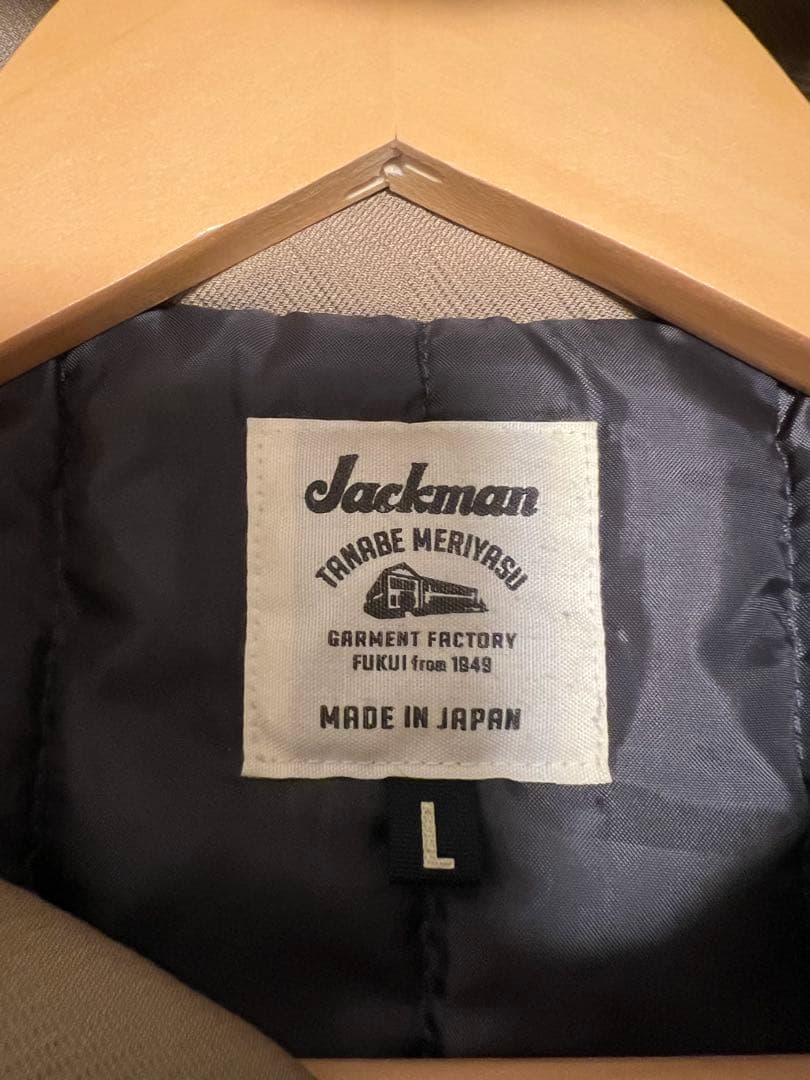 Jackman
TANABE MERIYASU
GARMENT FACTORY
FUKUI from 1949
MADE IN JAPAN
L